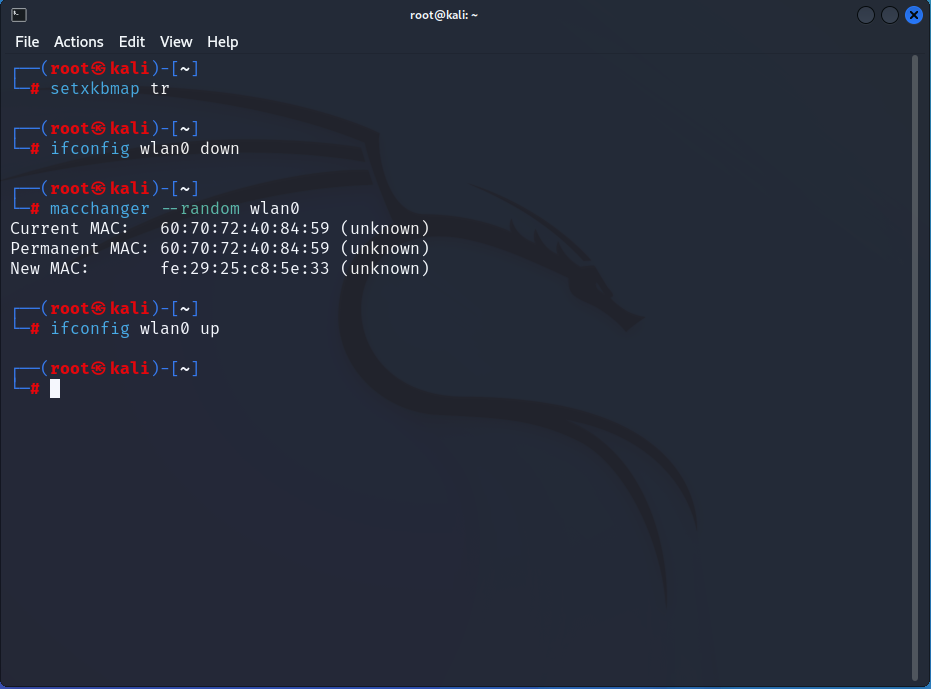 root@kali: ~
File Actions Edit View Help
┌──(root㉿kali)-[~]
└─# setxkbmap tr
┌──(root㉿kali)-[~]
└─# ifconfig wlan0 down
┌──(root㉿kali)-[~]
└─# macchanger --random wlan0
Current MAC:   60:70:72:40:84:59 (unknown)
Permanent MAC: 60:70:72:40:84:59 (unknown)
New MAC:       fe:29:25:c8:5e:33 (unknown)
┌──(root㉿kali)-[~]
└─# ifconfig wlan0 up
┌──(root㉿kali)-[~]
└─#